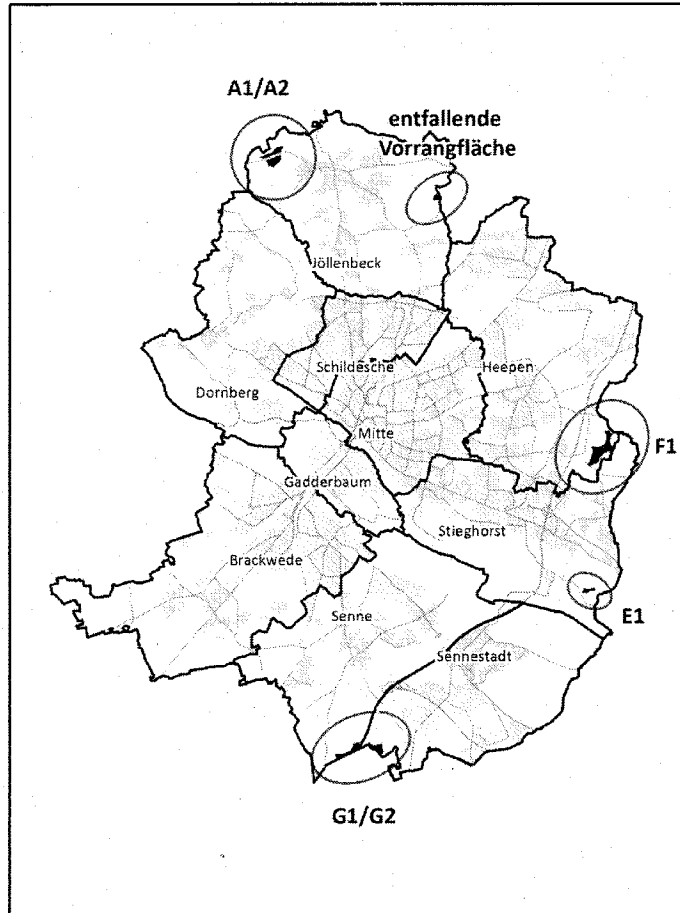 A1/A2
entfallende
Vorrangfläche
Jöllenbeck
Schildesche
Heepen
Dornberg
Mitte
F1
Gadderbaum
Stieghorst
Brackwede
Senne
E1
Sennestadt
G1/G2